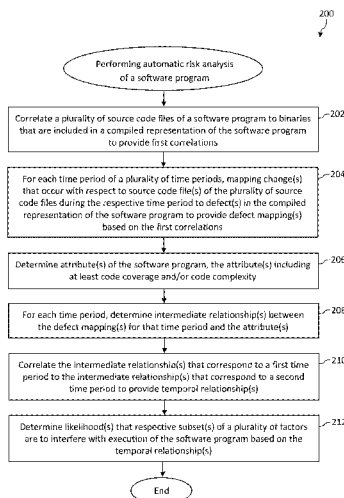 200
Performing automatic risk analysis
of a software program
202
Correlate a plurality of source code files of a software program to binaries
that are included in a compiled representation of the software program
to provide first correlations
204
For each time period of a plurality of time periods, mapping change(s)
that occur with respect to source code file(s) of the plurality of source
code files during the respective time period to defect(s) in the compiled
representation of the software program to provide defect mapping(s)
based on the first correlations
206
Determine attribute(s) of the software program, the attribute(s) including
at least code coverage and/or code complexity
208
For each time period, determine intermediate relationship(s) between
the defect mapping(s) for that time period and the attribute(s)
210
Correlate the intermediate relationship(s) that correspond to a first time
period to the intermediate relationship(s) that correspond to a second
time period to provide temporal relationship(s)
212
Determine likelihood(s) that respective subset(s) of a plurality of factors
are to interfere with execution of the software program based on the
temporal relationship(s)
End